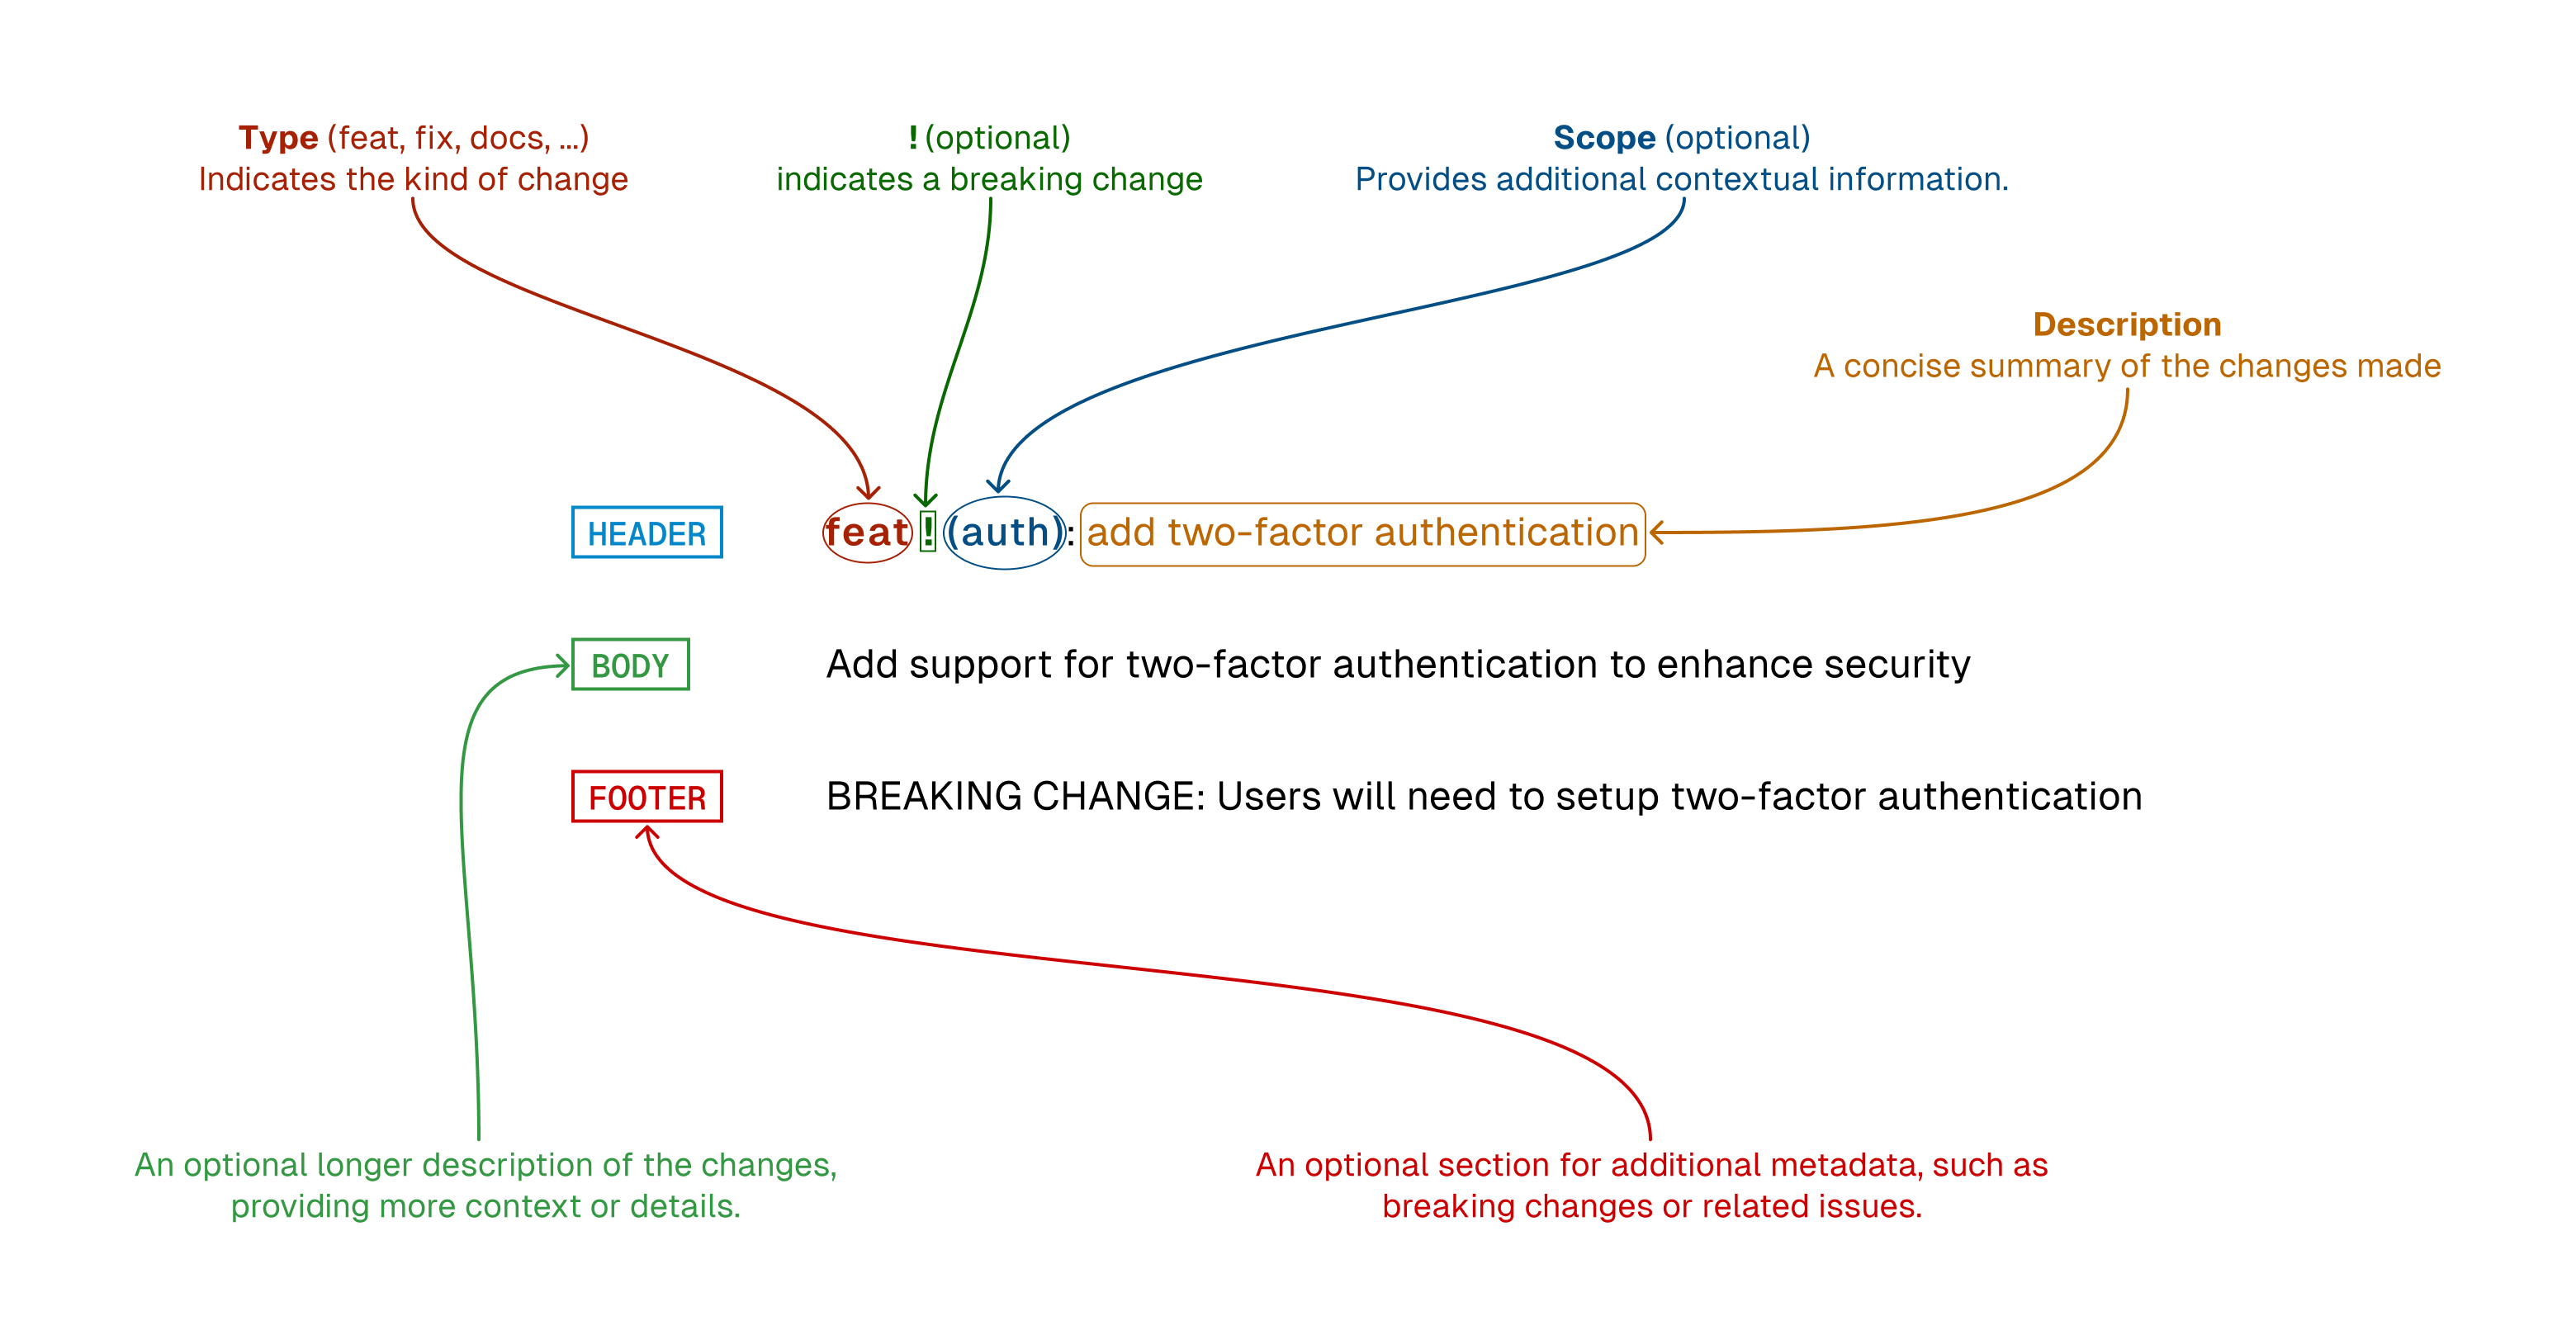 Type (feat, fix, docs, ...)
Indicates the kind of change
! (optional)
indicates a breaking change
Scope (optional)
Provides additional contextual information.
Description
A concise summary of the changes made
HEADER
feat ! (auth): add two-factor authentication
BODY
Add support for two-factor authentication to enhance security
FOOTER
BREAKING CHANGE: Users will need to setup two-factor authentication
An optional longer description of the changes,
providing more context or details.
An optional section for additional metadata, such as
breaking changes or related issues.